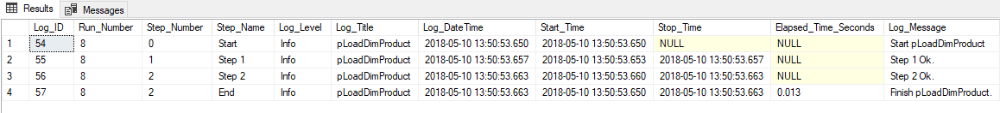 Results Messages
Log_ID Run_Number Step_Number Step_Name Log_Level Log_Title Log_DateTime Start_Time Stop_Time Elapsed_Time_Seconds Log_Message
1 54 8 0 Start Info pLoadDimProduct 2018-05-10 13:50:53.650 2018-05-10 13:50:53.650 NULL NULL Start pLoadDimProduct
2 55 8 1 Step 1 Info pLoadDimProduct 2018-05-10 13:50:53.657 2018-05-10 13:50:53.653 2018-05-10 13:50:53.657 NULL Step 1 Ok.
3 56 8 2 Step 2 Info pLoadDimProduct 2018-05-10 13:50:53.663 2018-05-10 13:50:53.660 2018-05-10 13:50:53.663 NULL Step 2 Ok.
4 57 8 2 End Info pLoadDimProduct 2018-05-10 13:50:53.663 2018-05-10 13:50:53.650 2018-05-10 13:50:53.663 0.013 Finish pLoadDimProduct.